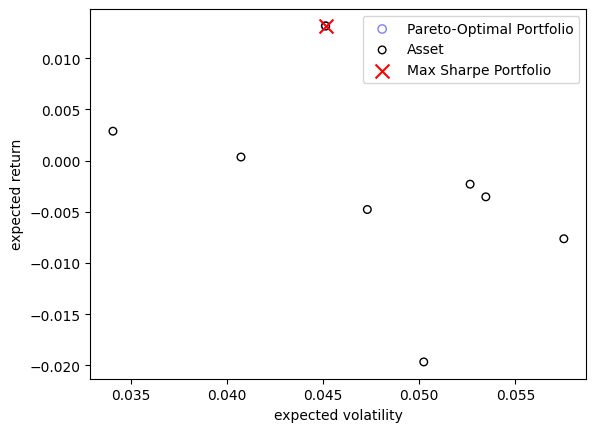 Pareto-Optimal Portfolio
Asset
Max Sharpe Portfolio
0.010
0.005
0.000
−0.005
−0.010
−0.015
−0.020
expected return
0.035 0.040 0.045 0.050 0.055
expected volatility